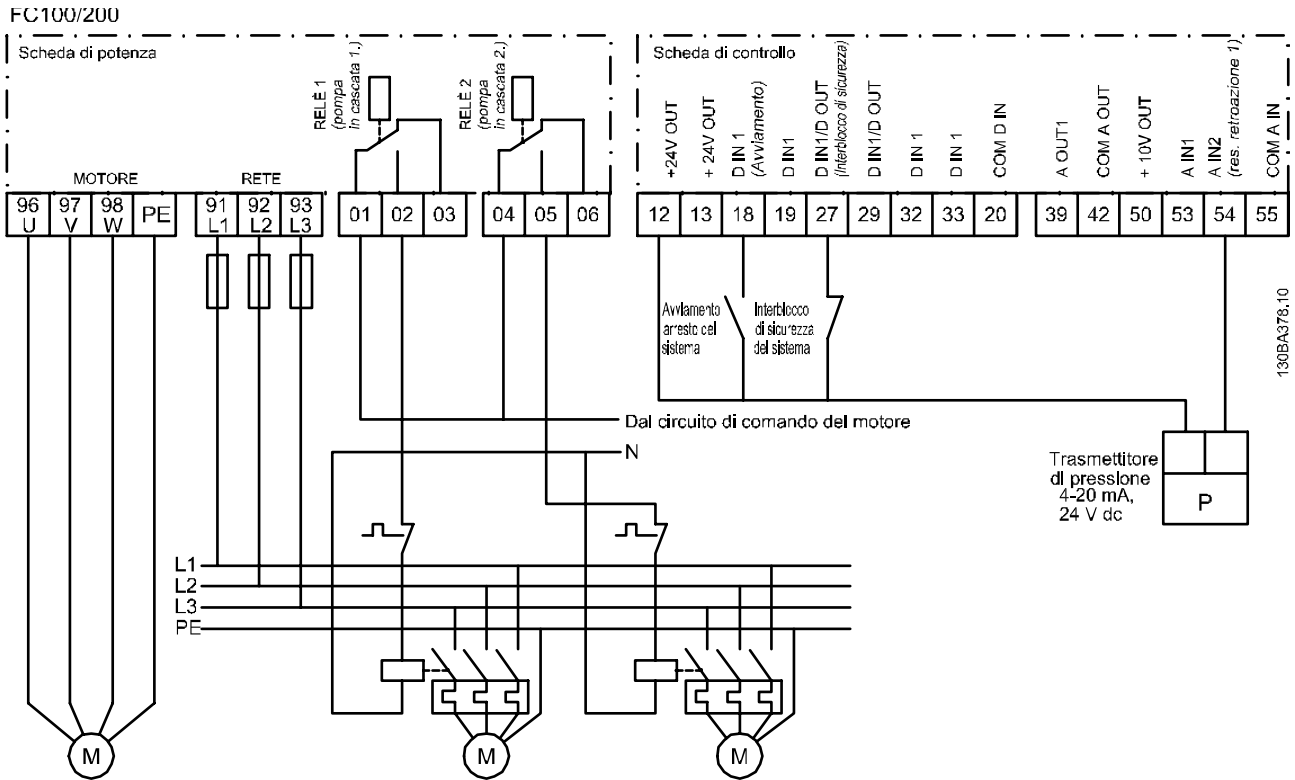 FC100/200
Scheda di potenza
RELÈ 1
(pompa
in cascata 1.)
RELÈ 2
(pompa
in cascata 2.)
MOTORE
RETE
96
U
97
V
98
W
PE
91
L1
92
L2
93
L3
01
02
03
04
05
06
Scheda di controllo
+24V OUT
+ 24V OUT
D IN 1
(Avviamento)
D IN1
D IN1/D OUT
(Interblocco di sicurezza)
D IN1/D OUT
D IN 1
D IN 1
COM D IN
A OUT1
COM A OUT
+ 10V OUT
A IN1
A IN2
(res. retroazione 1)
COM A IN
12
13
18
19
27
29
32
33
20
39
42
50
53
54
55
Avviamento
arresto cel
sistema
Interblocco
di sicurezza
del sistema
130BA378.10
Dal circuito di comando del motore
N
Trasmettitore
di pressione
4-20 mA,
24 V dc
P
L1
L2
L3
PE
M
M
M